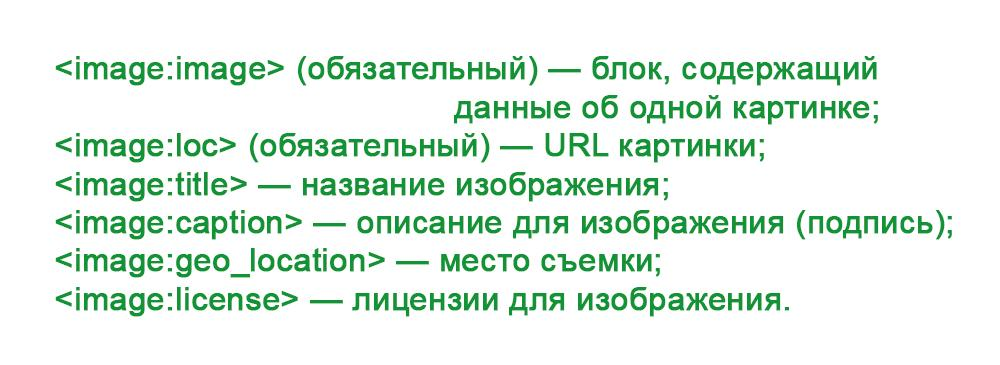 <image:image> (обязательный) — блок, содержащий
данные об одной картинке;
<image:loc> (обязательный) — URL картинки;
<image:title> — название изображения;
<image:caption> — описание для изображения (подпись);
<image:geo_location> — место съемки;
<image:license> — лицензии для изображения.